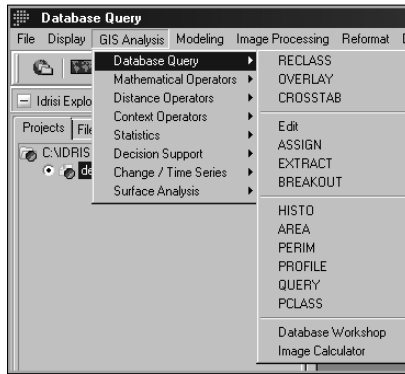 Database Query
File Display GIS Analysis Modeling Image Processing Reformat
Idrisi Explo
Projects
C:\IDRIS
Database Query
Mathematical Operators
Distance Operators
Context Operators
Statistics
Decision Support
Change / Time Series
Surface Analysis
RECLASS
OVERLAY
CROSSTAB
Edit
ASSIGN
EXTRACT
BREAKOUT
HISTO
AREA
PERIM
PROFILE
QUERY
PCLASS
Database Workshop
Image Calculator